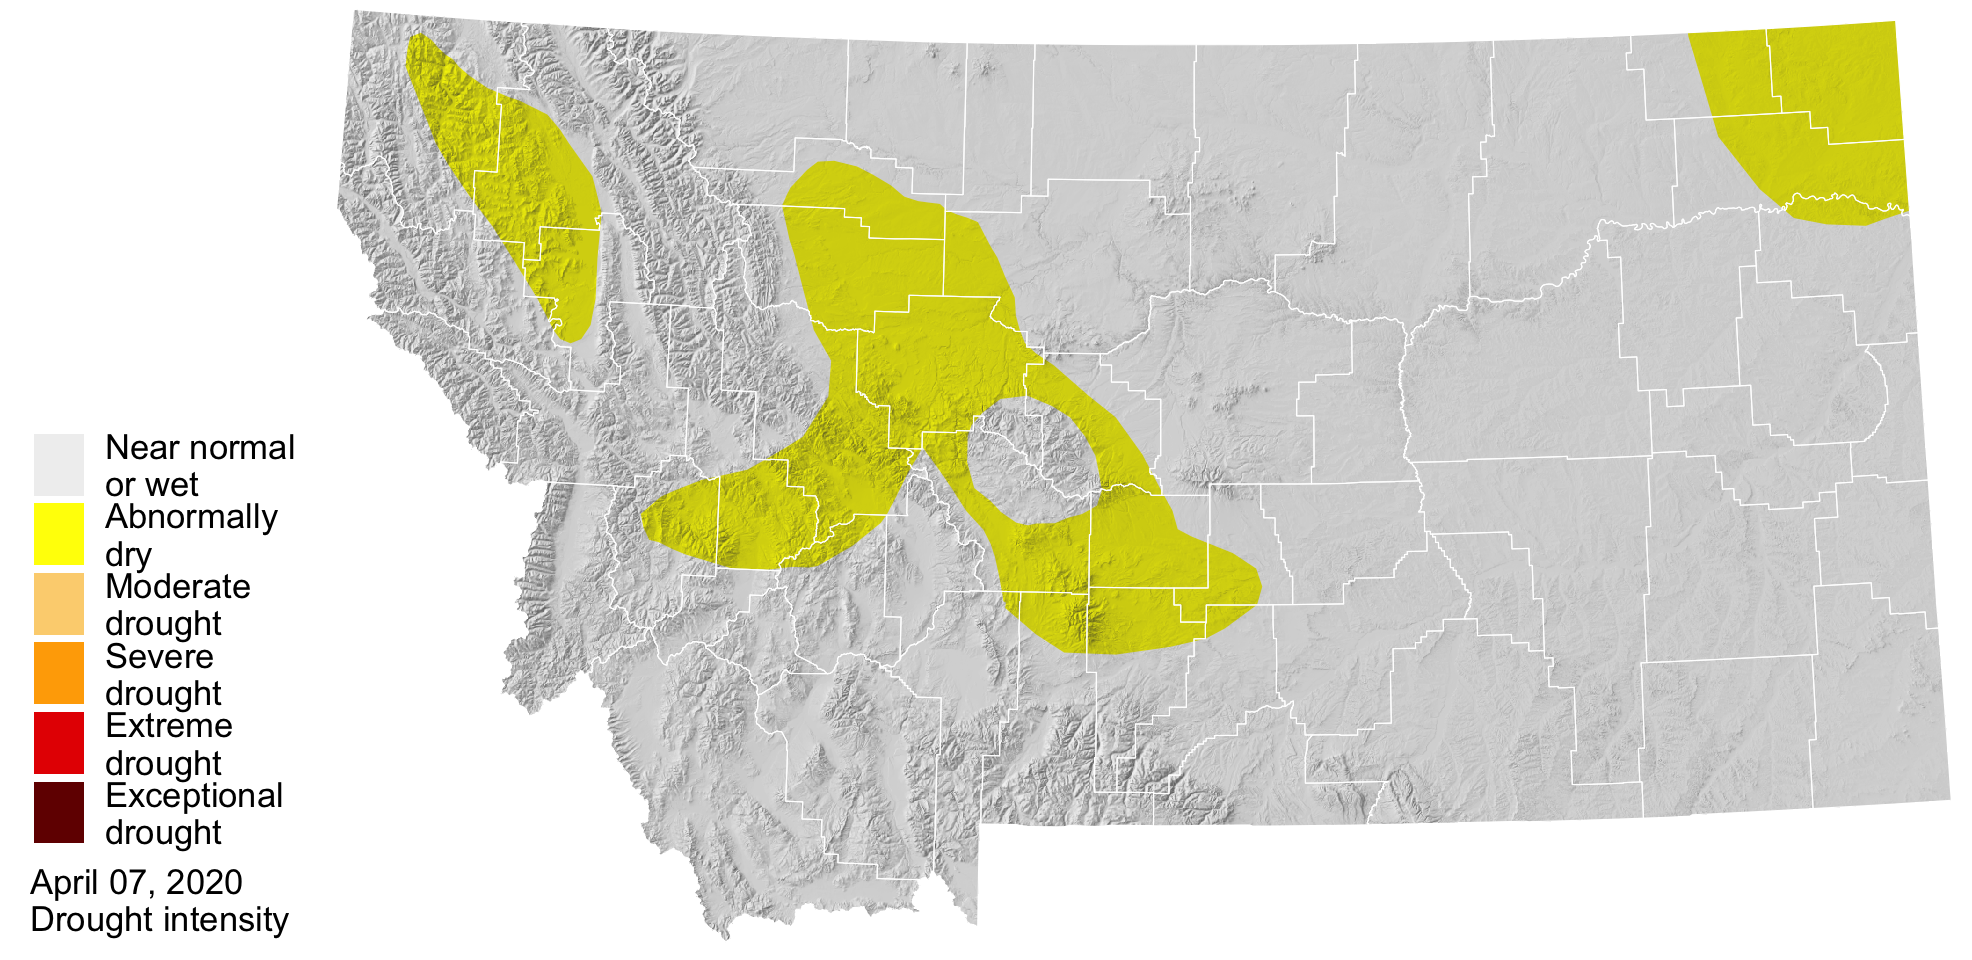 Near normal
or wet
Abnormally
dry
Moderate
drought
Severe
drought
Extreme
drought
Exceptional
drought
April 07, 2020
Drought intensity